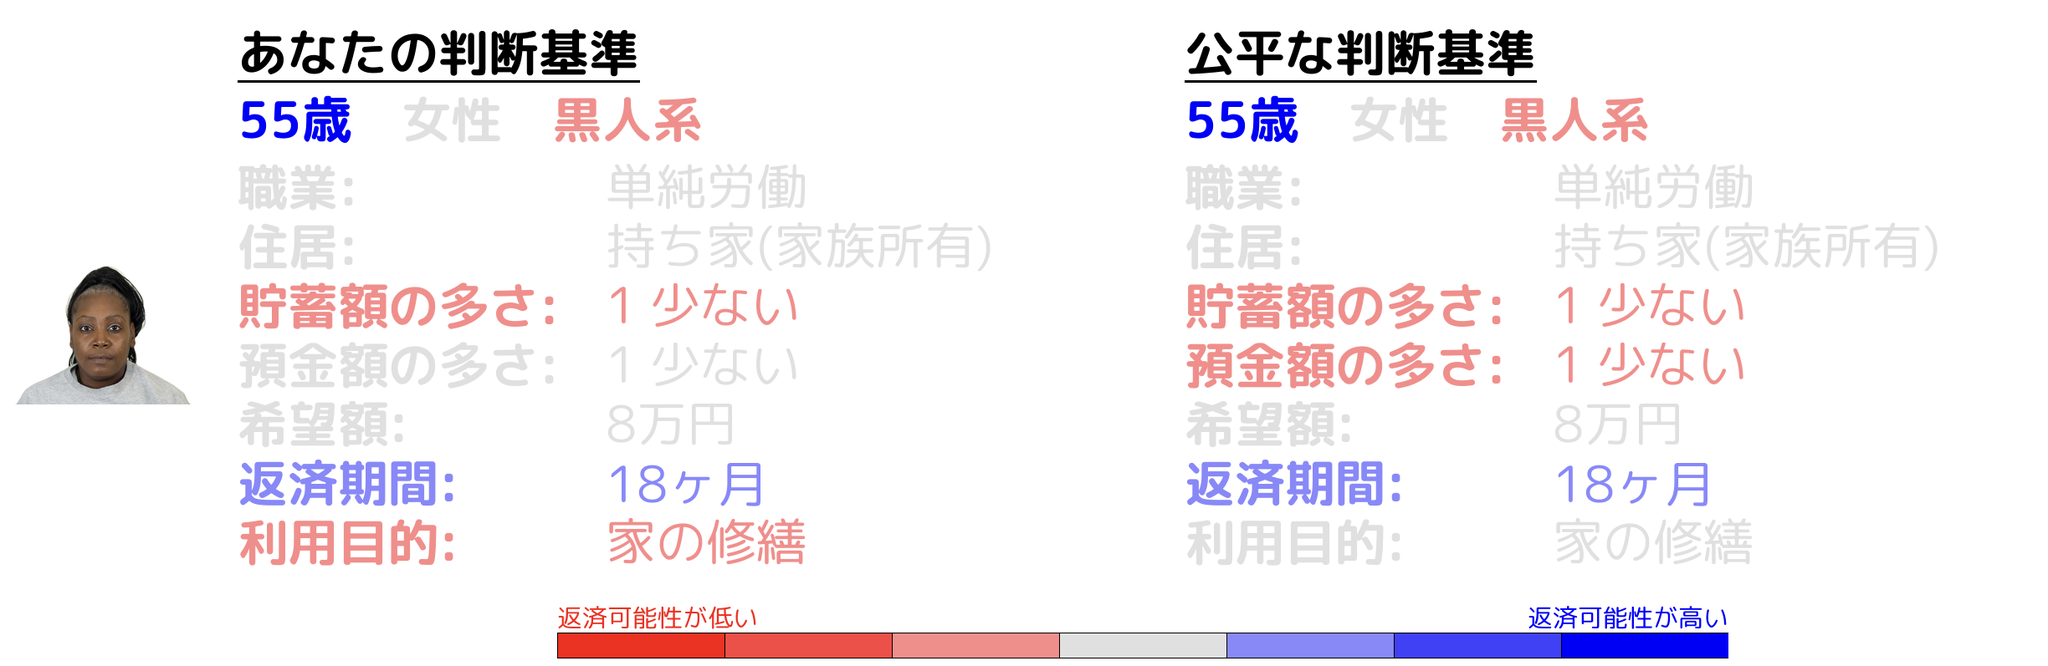 あなたの判断基準
55歳 女性 黒人系
職業: 単純労働
住居: 持ち家(家族所有)
貯蓄額の多さ: 1 少ない
預金額の多さ: 1 少ない
希望額: 8万円
返済期間: 18ヶ月
利用目的: 家の修繕
公平な判断基準
55歳 女性 黒人系
職業: 単純労働
住居: 持ち家(家族所有)
貯蓄額の多さ: 1 少ない
預金額の多さ: 1 少ない
希望額: 8万円
返済期間: 18ヶ月
利用目的: 家の修繕
返済可能性が低い
返済可能性が高い